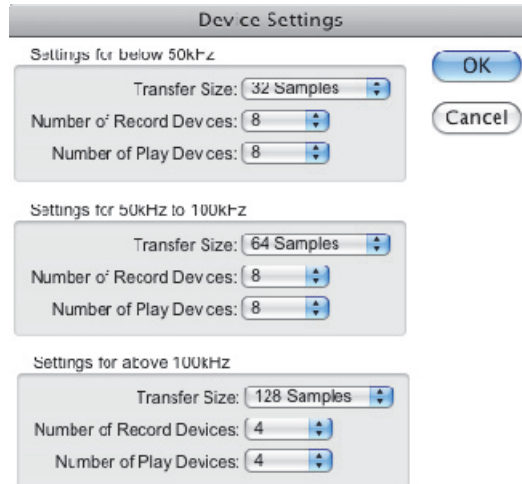 Device Settings
Settings for below 50kHz
OK
Transfer Size: 32 Samples
Cancel
Number of Record Devices: 8
Number of Play Devices: 8
Settings for 50kHz to 100kHz
Transfer Size: 64 Samples
Number of Record Devices: 8
Number of Play Devices: 8
Settings for above 100kHz
Transfer Size: 128 Samples
Number of Record Devices: 4
Number of Play Devices: 4